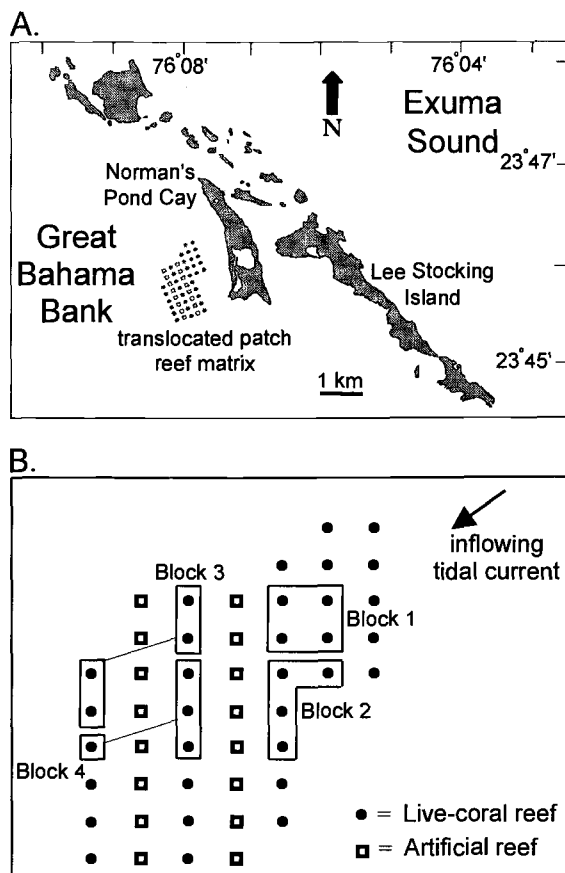 A.
76°08'
76°04'
N
Exuma
Sound
23°47'
Norman's
Pond Cay
Great
Bahama
Bank
Lee Stocking
Island
translocated patch
reef matrix
1 km
23°45'
B.
inflowing
tidal current
Block 3
Block 1
Block 2
Block 4
= Live-coral reef
= Artificial reef